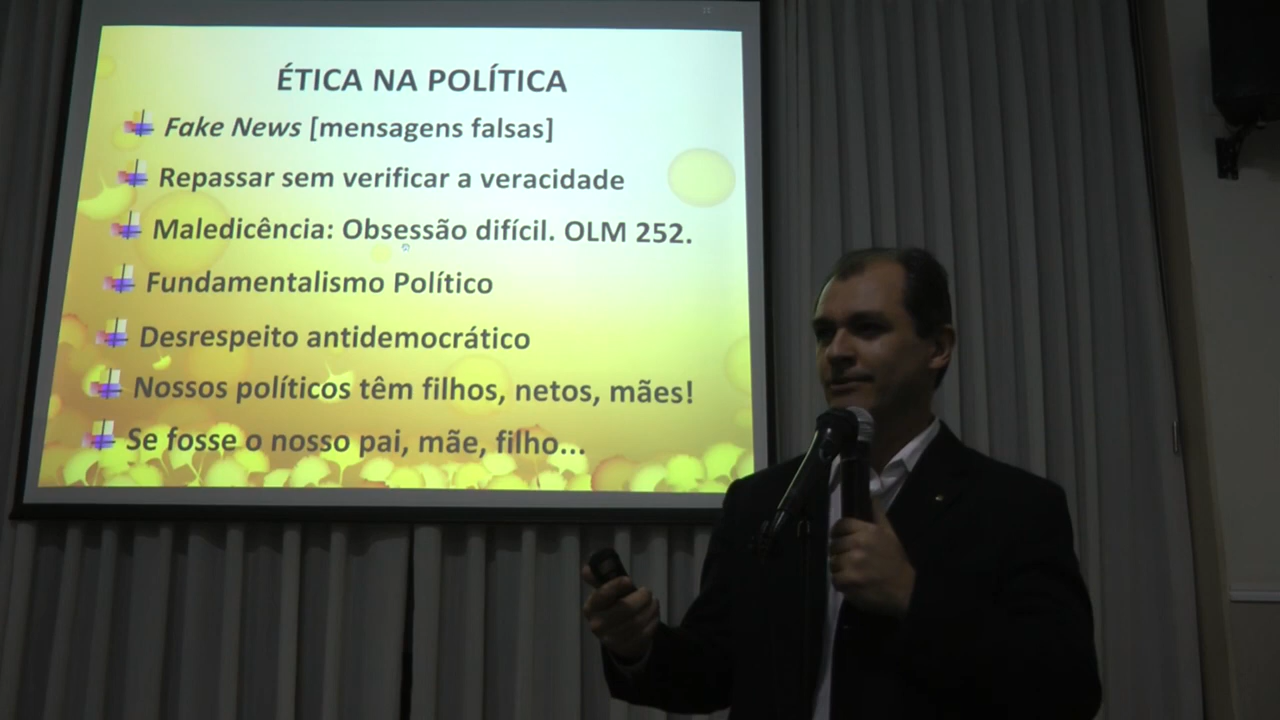 ÉTICA NA POLÍTICA
Fake News [mensagens falsas]
Repassar sem verificar a veracidade
Maledicência: Obsessão difícil. OLM 252.
Fundamentalismo Político
Desrespeito antidemocrático
Nossos políticos têm filhos, netos, mães!
Se fosse o nosso pai, mãe, filho...